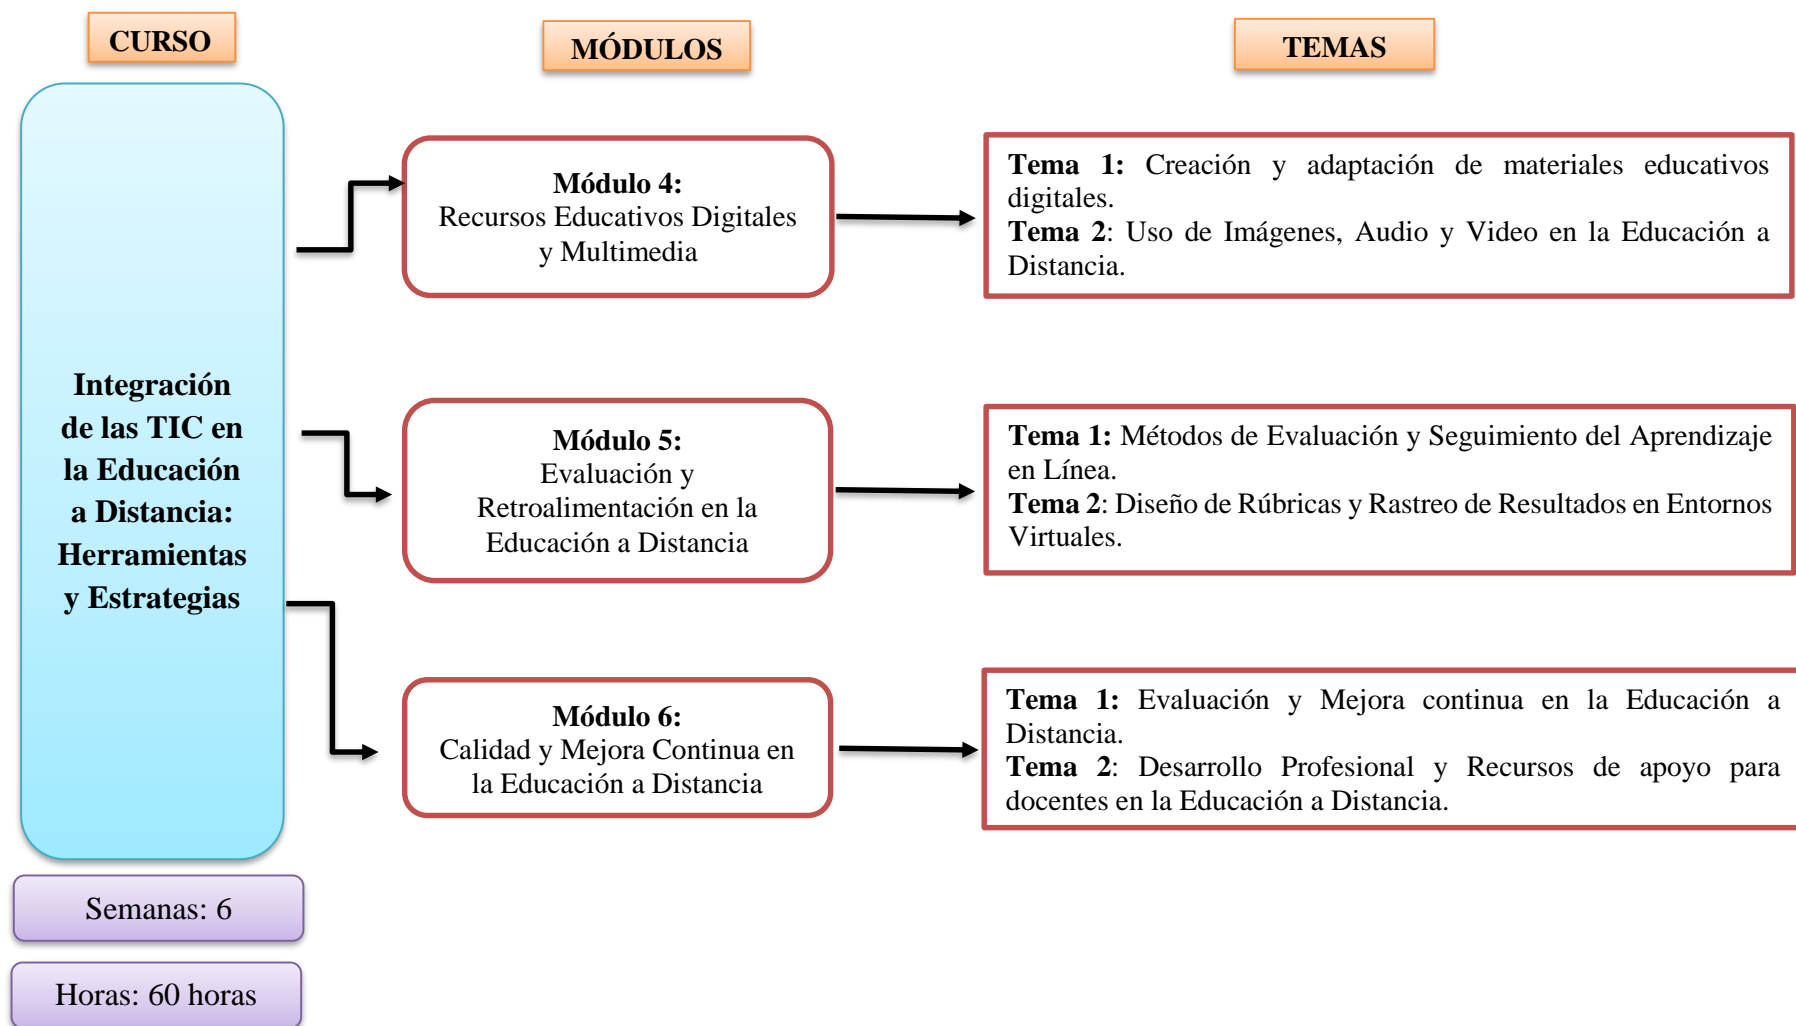 CURSO
MÓDULOS
TEMAS
Integración
de las TIC en
la Educación
a Distancia:
Herramientas
y Estrategias
Semanas: 6
Horas: 60 horas
Módulo 4:
Recursos Educativos Digitales
y Multimedia
Tema 1: Creación y adaptación de materiales educativos
digitales.
Tema 2: Uso de Imágenes, Audio y Video en la Educación a
Distancia.
Módulo 5:
Evaluación y
Retroalimentación en la
Educación a Distancia
Tema 1: Métodos de Evaluación y Seguimiento del Aprendizaje
en Línea.
Tema 2: Diseño de Rúbricas y Rastreo de Resultados en Entornos
Virtuales.
Módulo 6:
Calidad y Mejora Continua en
la Educación a Distancia
Tema 1: Evaluación y Mejora continua en la Educación a
Distancia.
Tema 2: Desarrollo Profesional y Recursos de apoyo para
docentes en la Educación a Distancia.